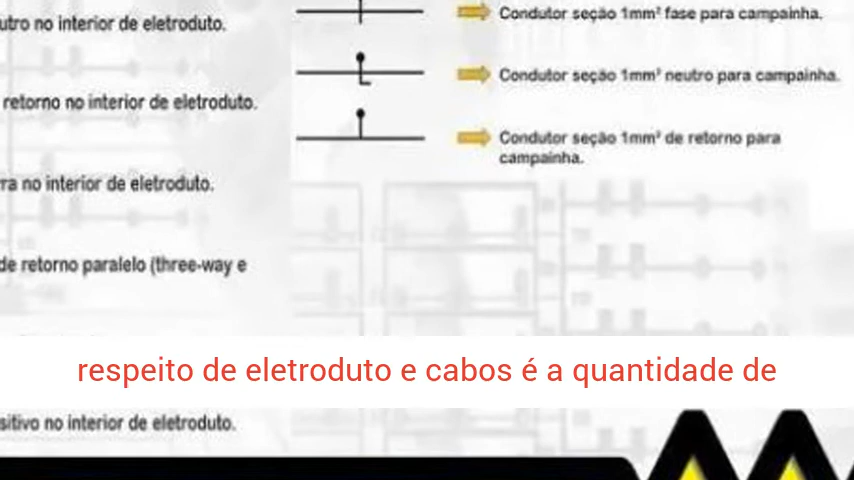 utro no interior de eletroduto.
retorno no interior de eletroduto.
ra no interior de eletroduto.
de retorno paralelo (three-way e
sitivo no interior de eletroduto.
Condutor seção 1mm² fase para campainha.
Condutor seção 1mm² neutro para campainha.
Condutor seção 1mm² de retorno para
campainha.
respeito de eletroduto e cabos é a quantidade de